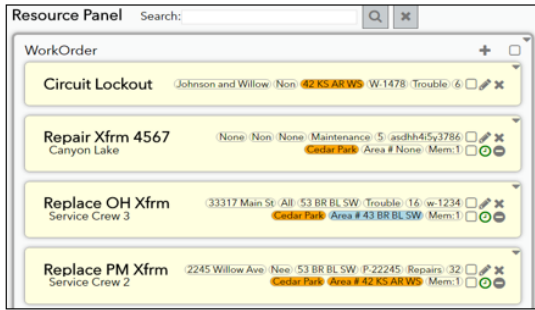 Resource Panel Search:
WorkOrder
Circuit Lockout Johnson and Willow Non 42 KS AR WS W-1478 Trouble 6
Repair Xfrm 4567 None Non None Maintenance 5 asdhh4i5y3786
Canyon Lake Cedar Park Area # None Mem:1
Replace OH Xfrm 33317 Main St All 53 BR BL SW Trouble 16 w-1234
Service Crew 3 Cedar Park Area # 43 BR BL SW Mem:1
Replace PM Xfrm 2245 Willow Ave Nee 53 BR BL SW P-22245 Repairs 32
Service Crew 2 Cedar Park Area # 42 KS AR WS Mem:1